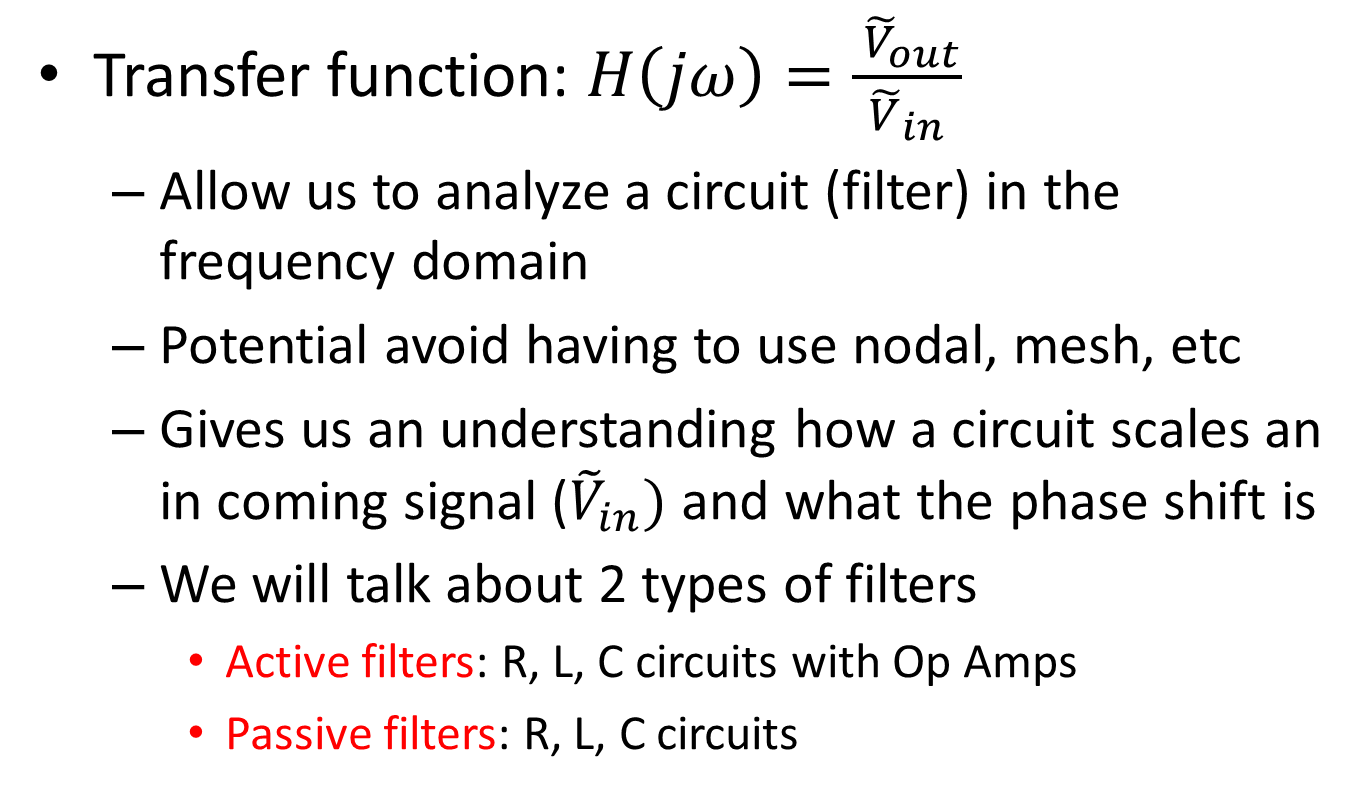 • Transfer function: H(jω) = Ṽout / Ṽin
– Allow us to analyze a circuit (filter) in the
frequency domain
– Potential avoid having to use nodal, mesh, etc
– Gives us an understanding how a circuit scales an
in coming signal (Ṽin) and what the phase shift is
– We will talk about 2 types of filters
• Active filters: R, L, C circuits with Op Amps
• Passive filters: R, L, C circuits